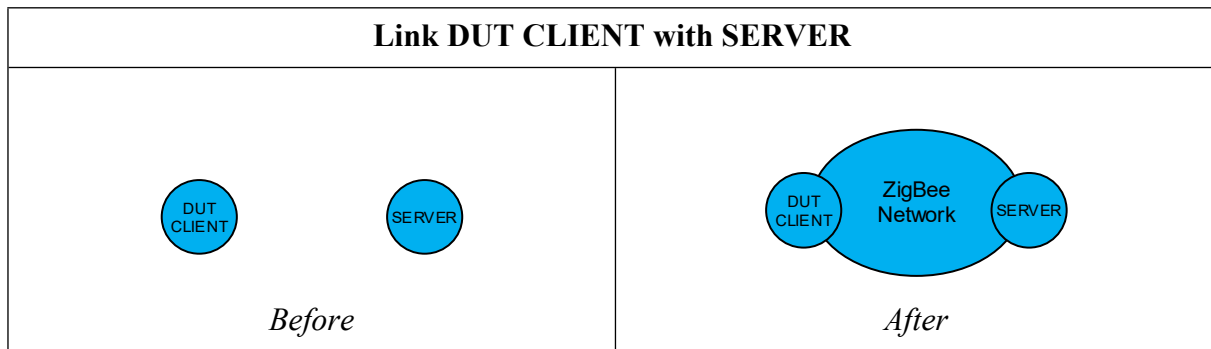 Link DUT CLIENT with SERVER
DUT
CLIENT
SERVER
Before
DUT
CLIENT
ZigBee
Network
SERVER
After